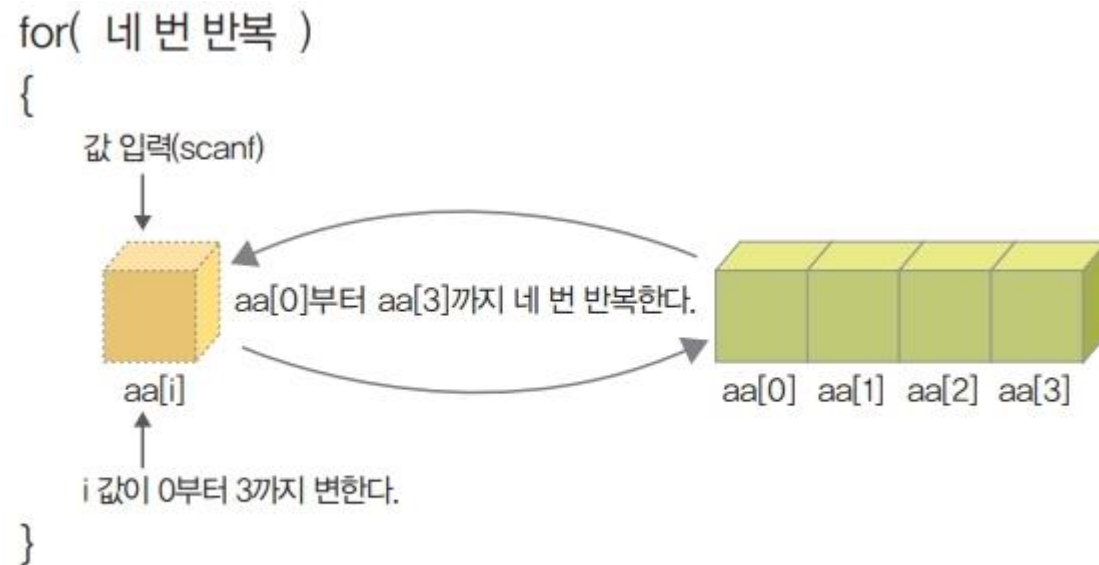 for( 네 번 반복 )
{
값 입력(scanf)
aa[0]부터 aa[3]까지 네 번 반복한다.
aa[i]
aa[0] aa[1] aa[2] aa[3]
i 값이 0부터 3까지 변한다.
}